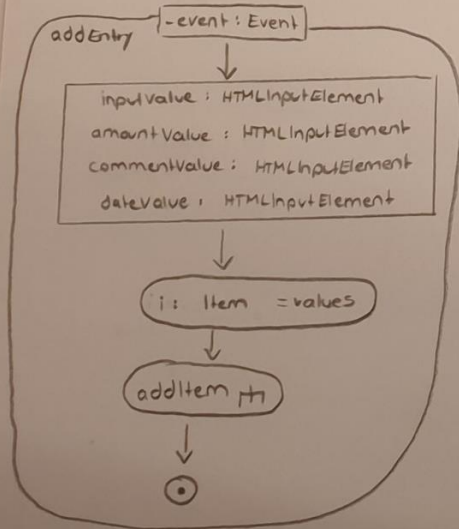 addEntry
-event: Event
inputValue: HTMLInputElement
amountValue: HTMLInputElement
commentValue: HTMLInputElement
dateValue: HTMLInputElement
i: Item = values
addItem